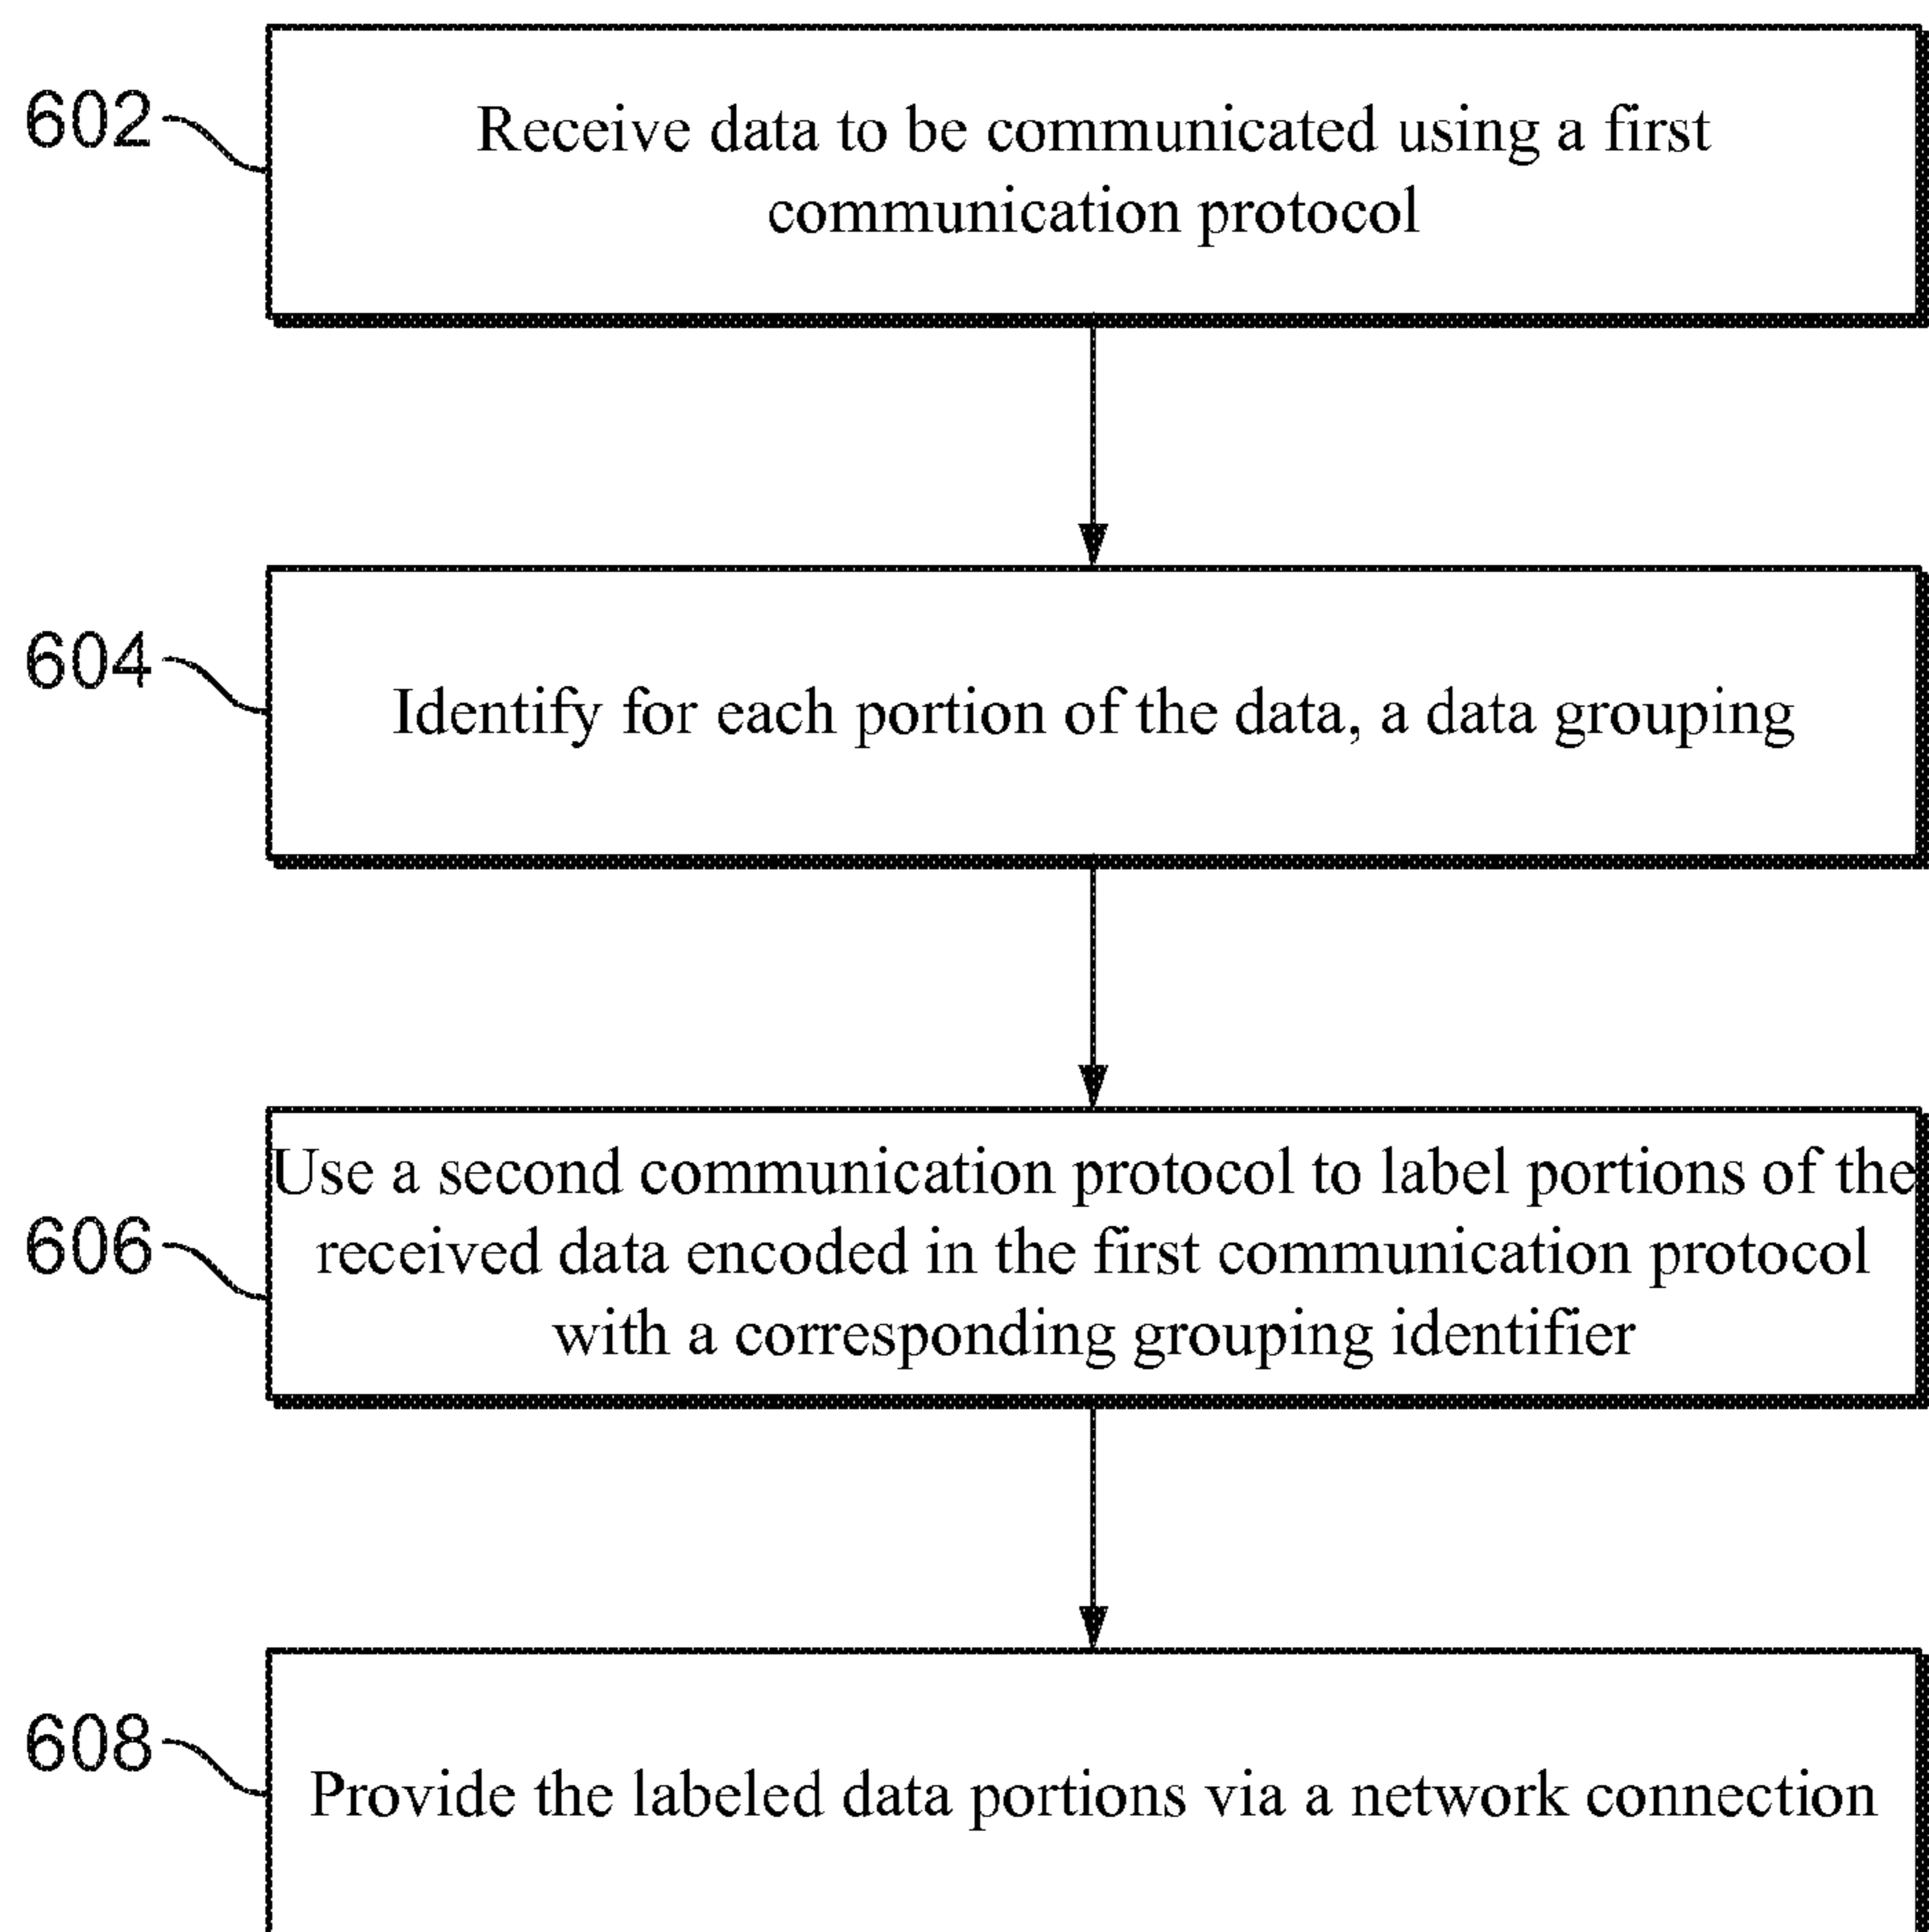 602
Receive data to be communicated using a first
communication protocol
604
Identify for each portion of the data, a data grouping
606
Use a second communication protocol to label portions of the
received data encoded in the first communication protocol
with a corresponding grouping identifier
608
Provide the labeled data portions via a network connection